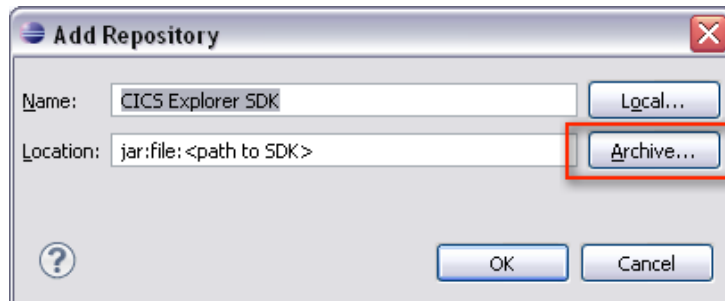 Add Repository
Name: CICS Explorer SDK Local...
Location: jar:file:<path to SDK> Archive...
? OK Cancel